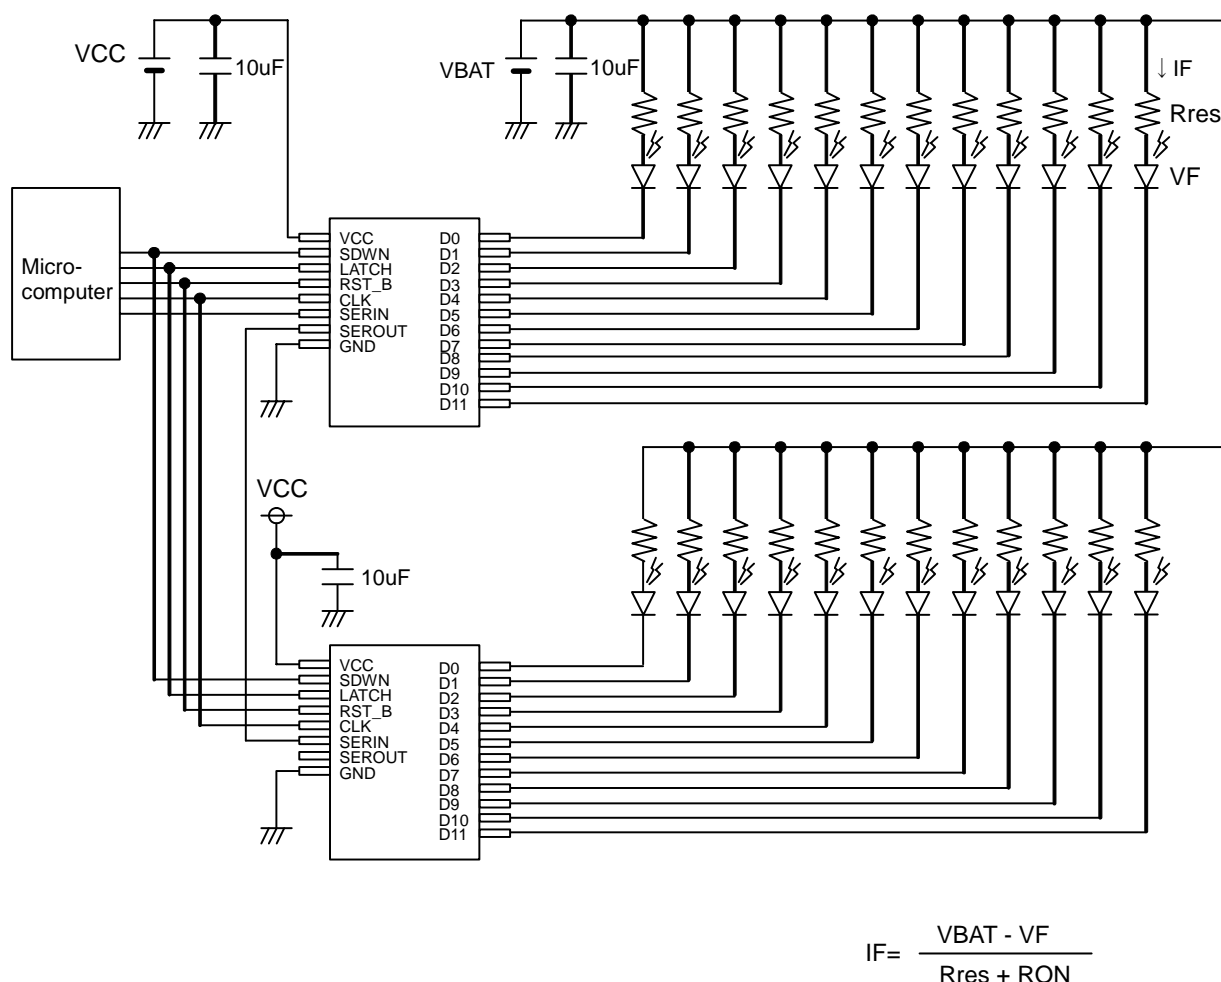 VCC
10uF
VBAT
10uF
↓ IF
Rres
VF
Micro-
computer
VCC
SDWN
LATCH
RST_B
CLK
SERIN
SEROUT
GND
D0
D1
D2
D3
D4
D5
D6
D7
D8
D9
D10
D11
VCC
10uF
VCC
SDWN
LATCH
RST_B
CLK
SERIN
SEROUT
GND
D0
D1
D2
D3
D4
D5
D6
D7
D8
D9
D10
D11
VBAT - VF
IF=
Rres + RON